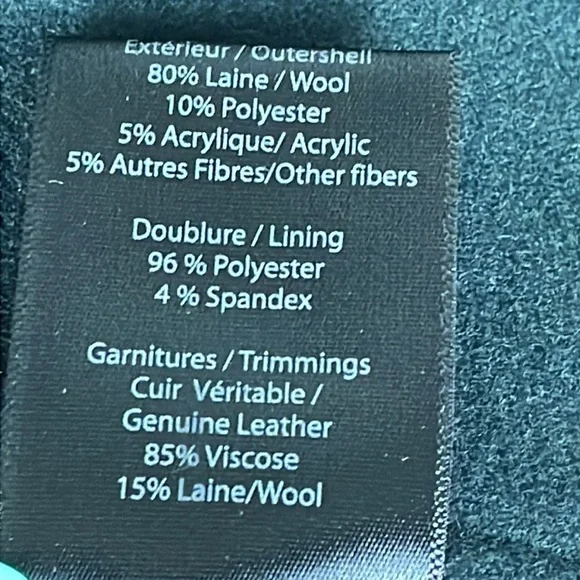 Extérieur / Outershell
80% Laine / Wool
10% Polyester
5% Acrylique/ Acrylic
5% Autres Fibres/Other fibers
Doublure / Lining
96 % Polyester
4 % Spandex
Garnitures / Trimmings
Cuir Véritable /
Genuine Leather
85% Viscose
15% Laine/Wool